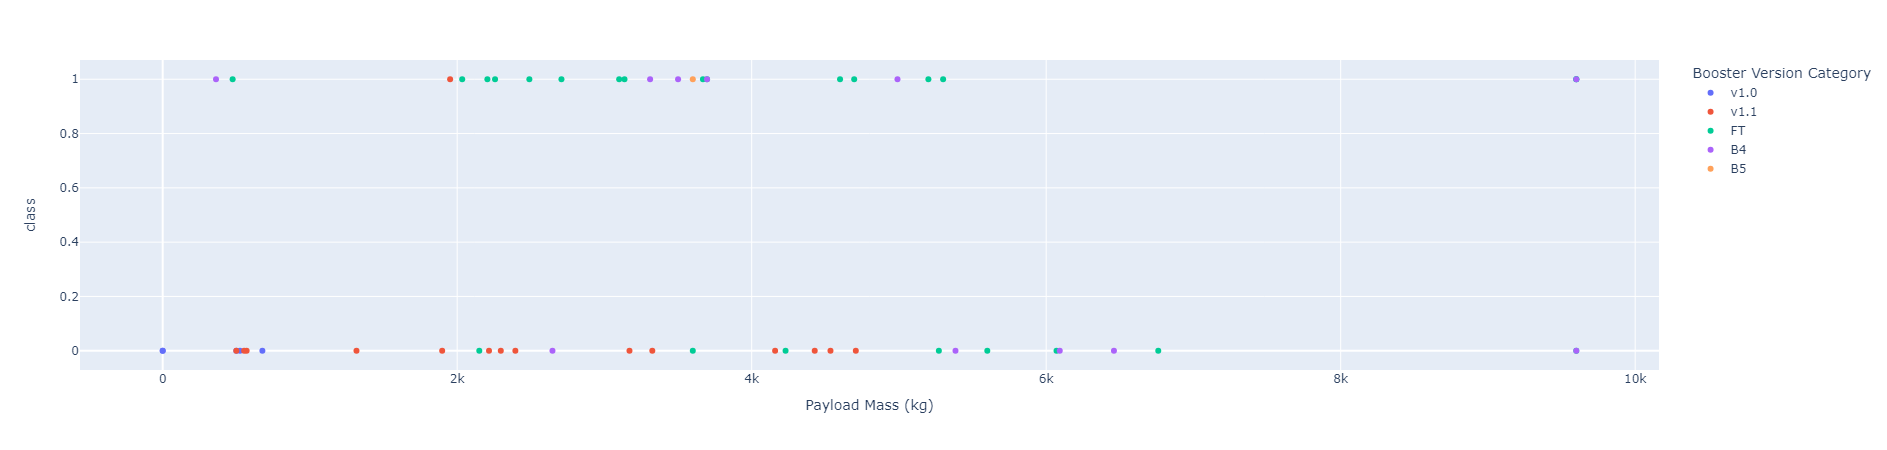 Booster Version Category
v1.0
v1.1
FT
B4
B5
1
0.8
0.6
0.4
0.2
0
class
0 2k 4k 6k 8k 10k
Payload Mass (kg)